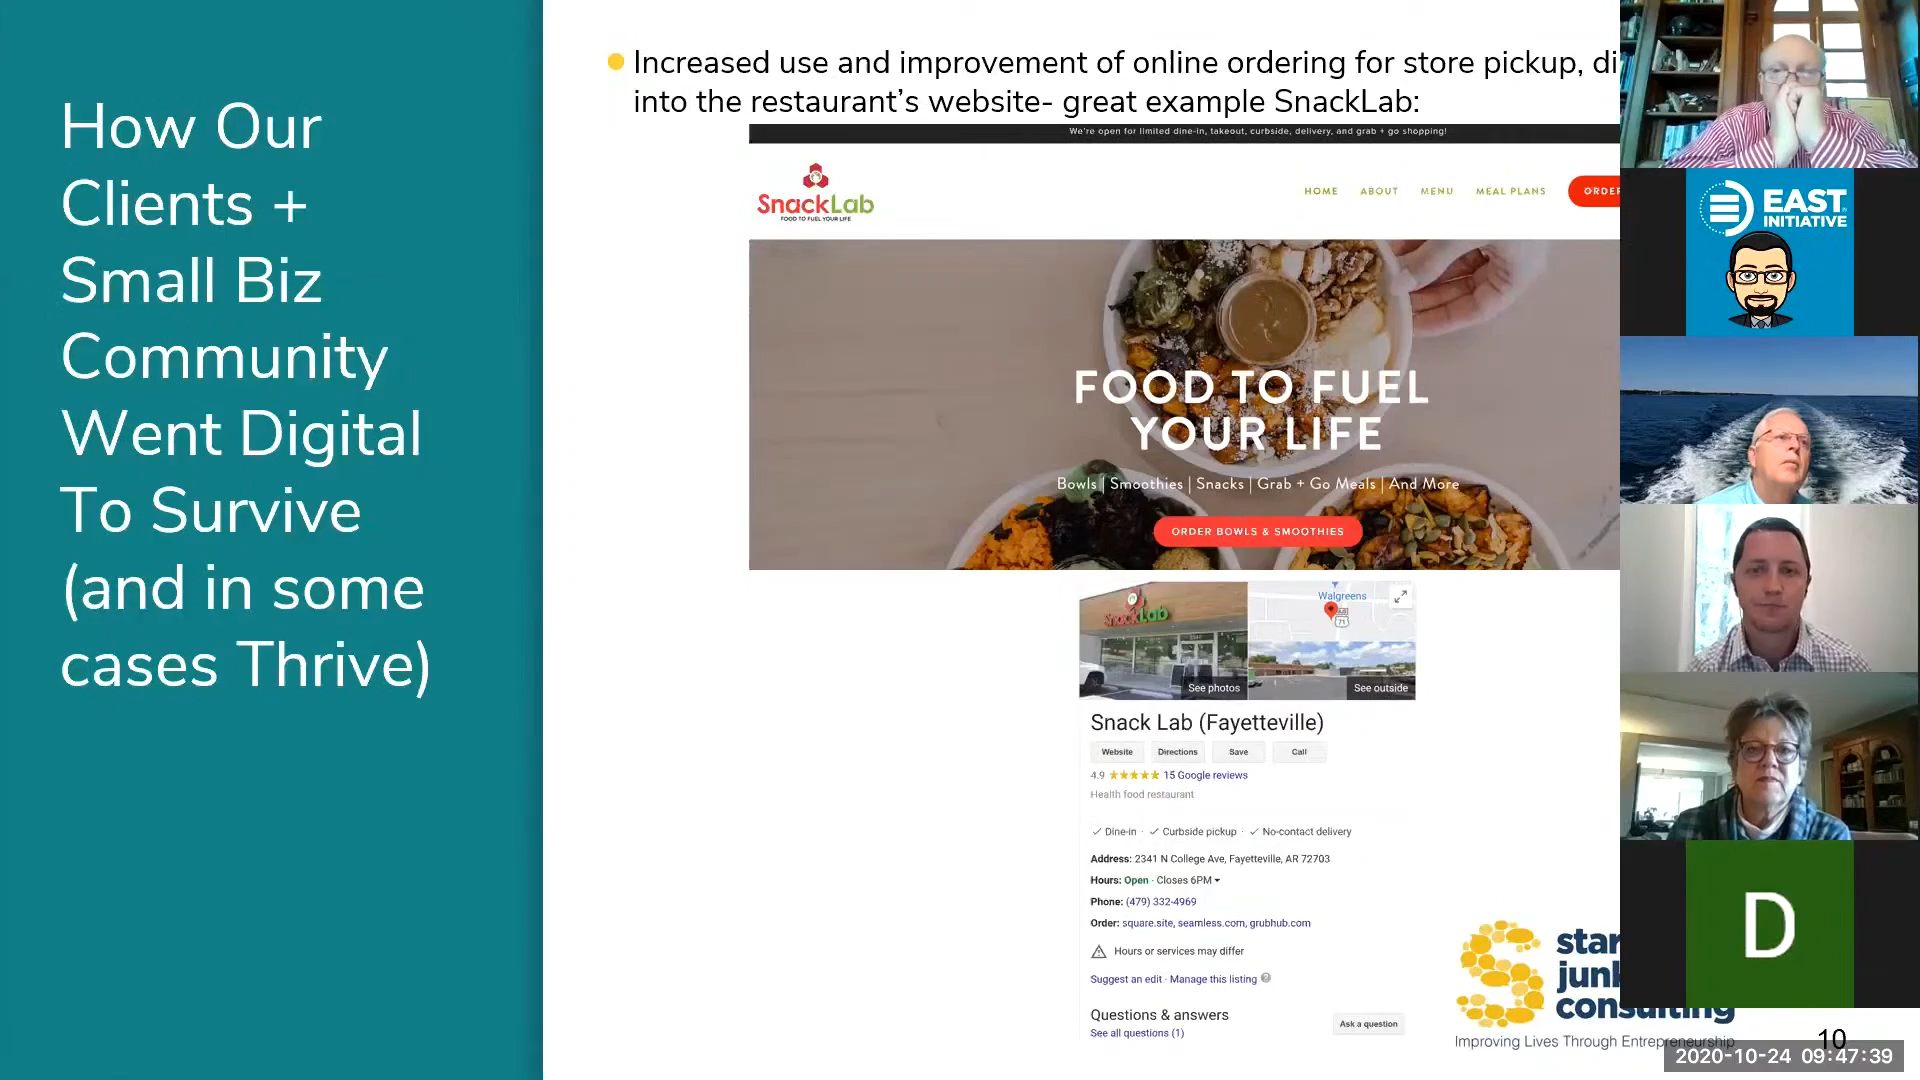 How Our
Clients +
Small Biz
Community
Went Digital
To Survive
(and in some
cases Thrive)
Increased use and improvement of online ordering for store pickup, di
into the restaurant's website- great example SnackLab:
We're open for limited dine-in, takeout, curbside, delivery, and grab + go shopping!
SnackLab
FOOD TO FUEL YOUR LIFE
HOME ABOUT MENU MEAL PLANS ORDER
FOOD TO FUEL
YOUR LIFE
Bowls | Smoothies | Snacks | Grab + Go Meals | And More
ORDER BOWLS & SMOOTHIES
SnackLab
Walgreens
71
See photos
See outside
Snack Lab (Fayetteville)
Website Directions Save Call
4.9 ★★★★★ 15 Google reviews
Health food restaurant
✓ Dine-in · ✓ Curbside pickup · ✓ No-contact delivery
Address: 2341 N College Ave, Fayetteville, AR 72703
Hours: Open · Closes 6PM
Phone: (479) 332-4969
Order: square.site, seamless.com, grubhub.com
Hours or services may differ
Suggest an edit · Manage this listing
Questions & answers
See all questions (1)
Ask a question
star
junk
consulting
Improving Lives Through Entrepreneurship
10
EAST
INITIATIVE
D
2020-10-24 09:47:39